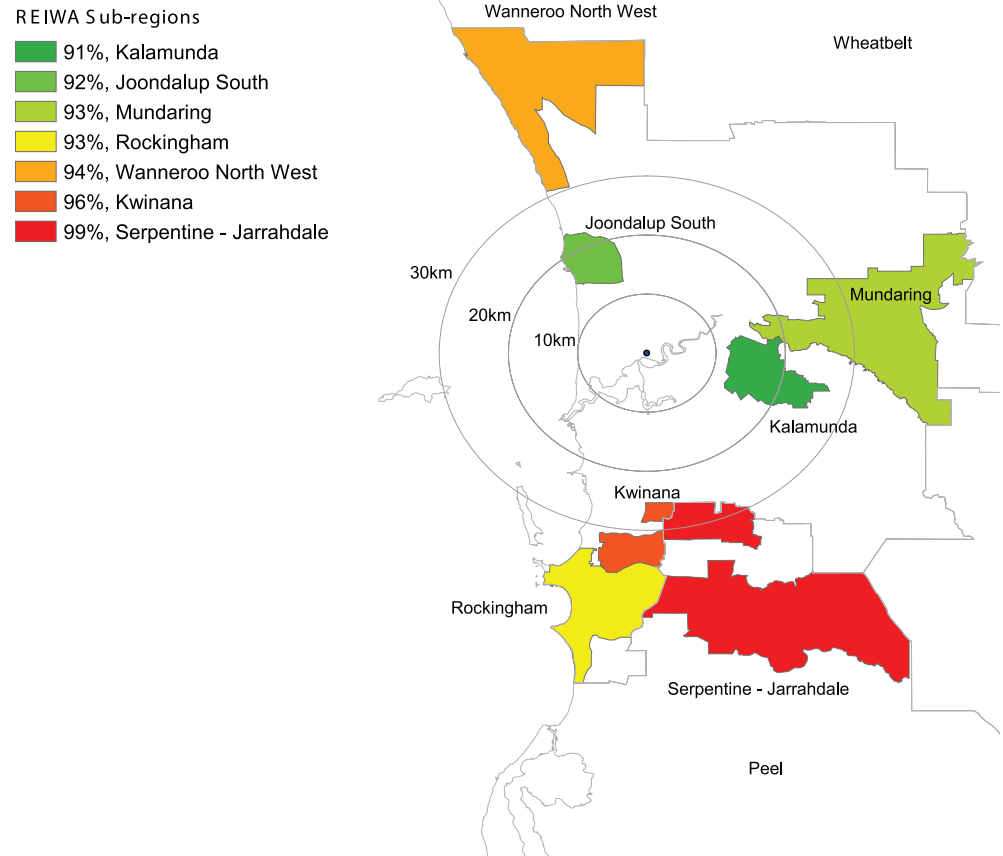 REIWA Sub-regions
91%, Kalamunda
92%, Joondalup South
93%, Mundaring
93%, Rockingham
94%, Wanneroo North West
96%, Kwinana
99%, Serpentine - Jarrahdale
Wanneroo North West
Wheatbelt
Joondalup South
30km
20km
10km
Mundaring
Kalamunda
Kwinana
Rockingham
Serpentine - Jarrahdale
Peel